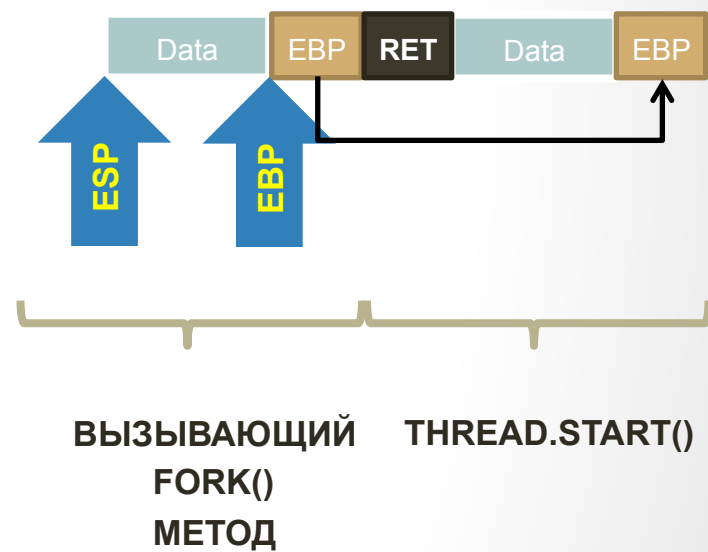 Data EBP RET Data EBP
ESP EBP
ВЫЗЫВАЮЩИЙ THREAD.START()
FORK()
МЕТОД